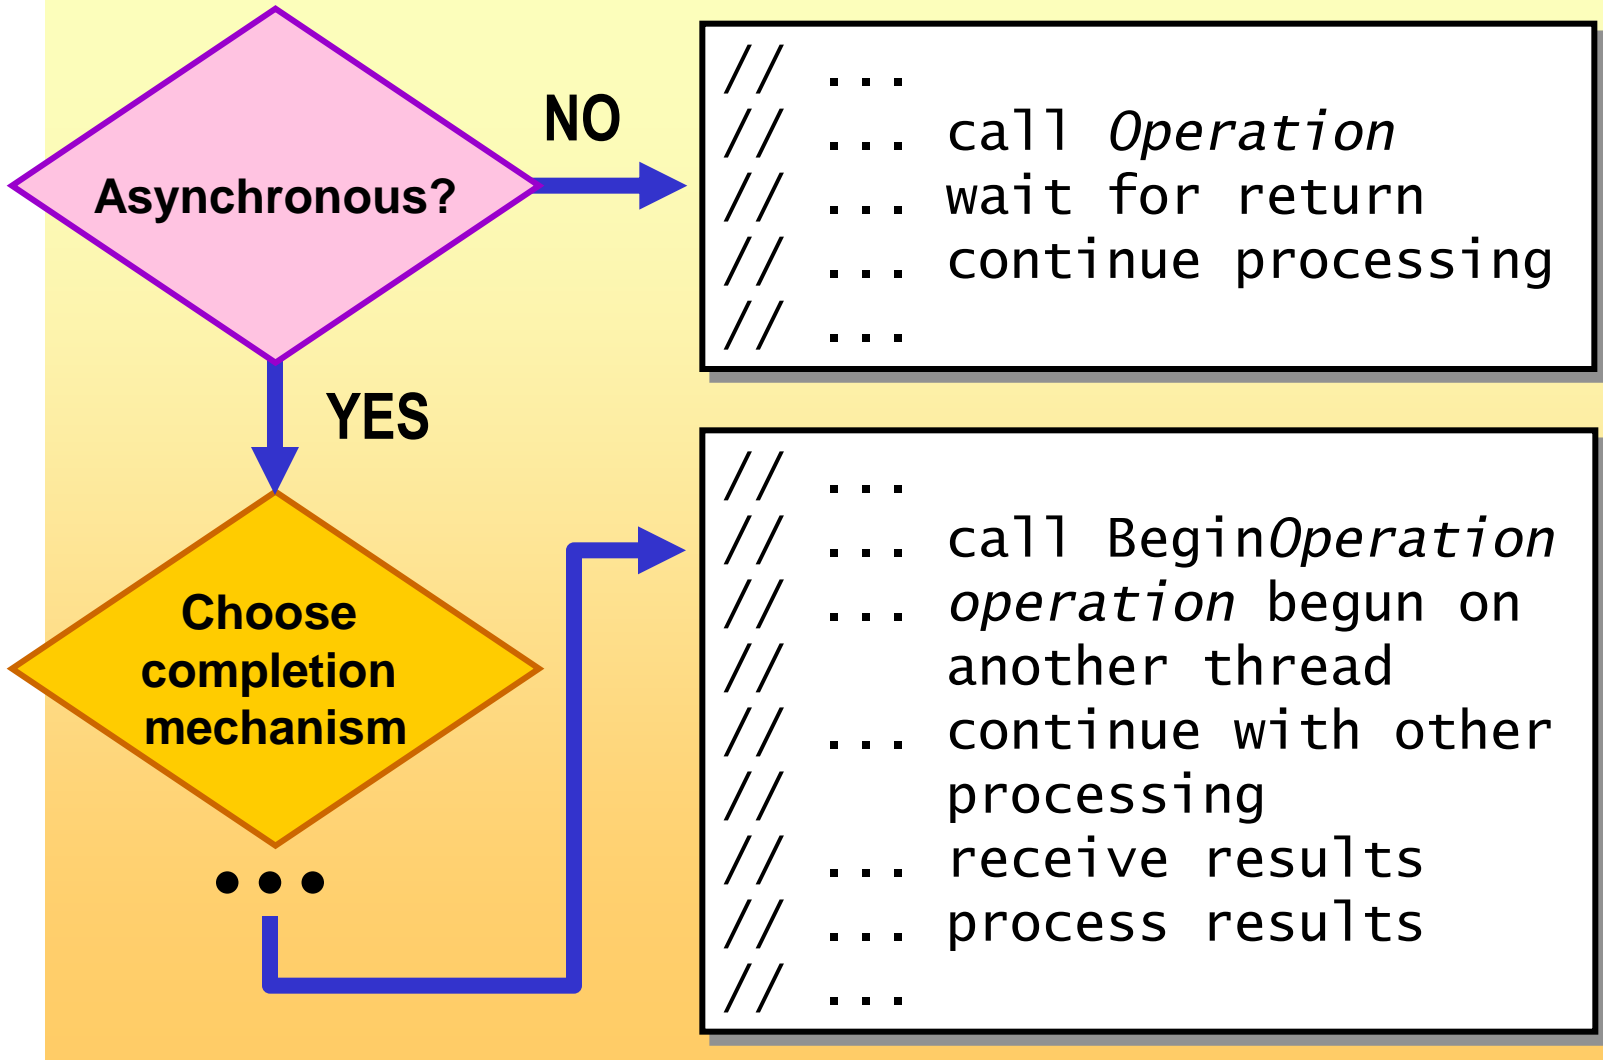 Asynchronous?
NO
// ...
// ... call Operation
// ... wait for return
// ... continue processing
// ...
YES
Choose
completion
mechanism
...
// ...
// ... call BeginOperation
// ... operation begun on
//     another thread
// ... continue with other
//     processing
// ... receive results
// ... process results
// ...